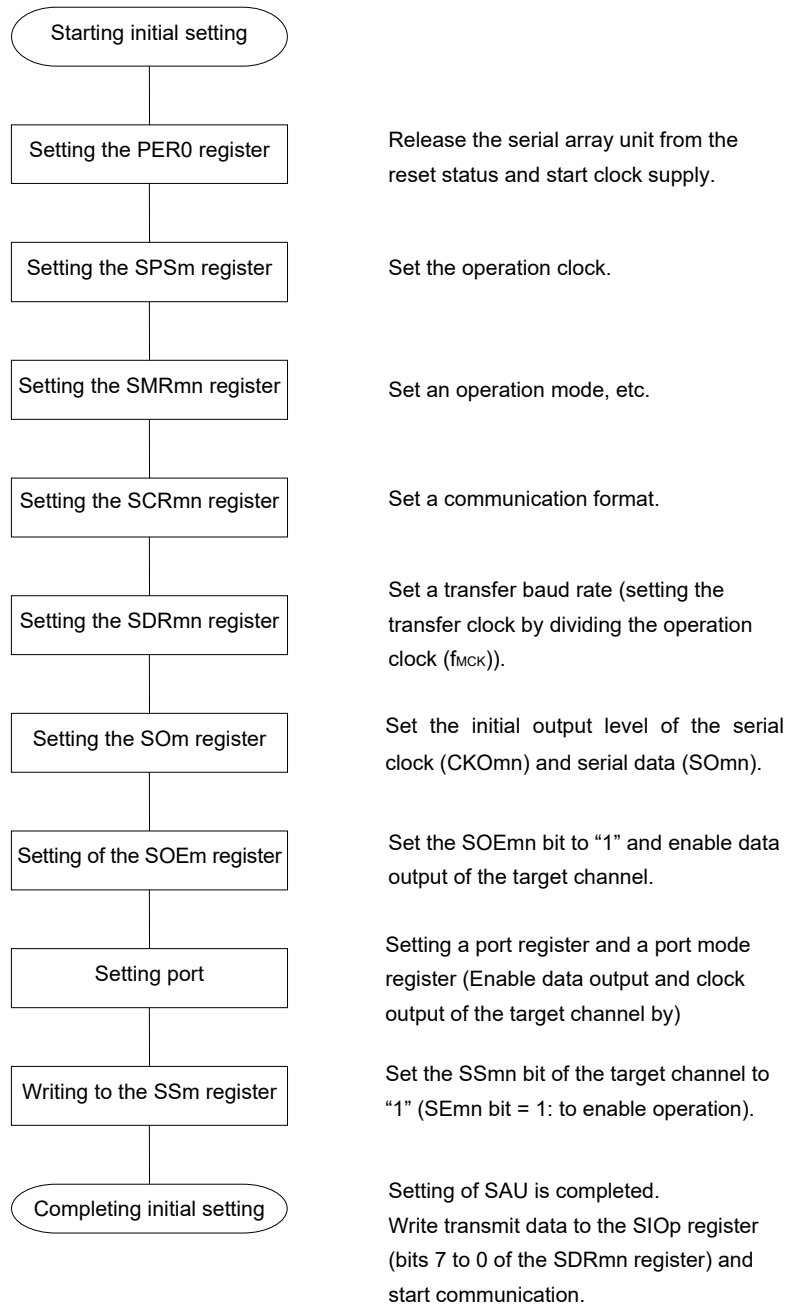 Starting initial setting
Setting the PER0 register
Release the serial array unit from the
reset status and start clock supply.
Setting the SPSm register
Set the operation clock.
Setting the SMRmn register
Set an operation mode, etc.
Setting the SCRmn register
Set a communication format.
Setting the SDRmn register
Set a transfer baud rate (setting the
transfer clock by dividing the operation
clock (fMCK)).
Setting the SOm register
Set the initial output level of the serial
clock (CKOmn) and serial data (SOmn).
Setting of the SOEm register
Set the SOEmn bit to “1” and enable data
output of the target channel.
Setting port
Setting a port register and a port mode
register (Enable data output and clock
output of the target channel by)
Writing to the SSm register
Set the SSmn bit of the target channel to
“1” (SEmn bit = 1: to enable operation).
Completing initial setting
Setting of SAU is completed.
Write transmit data to the SIOp register
(bits 7 to 0 of the SDRmn register) and
start communication.